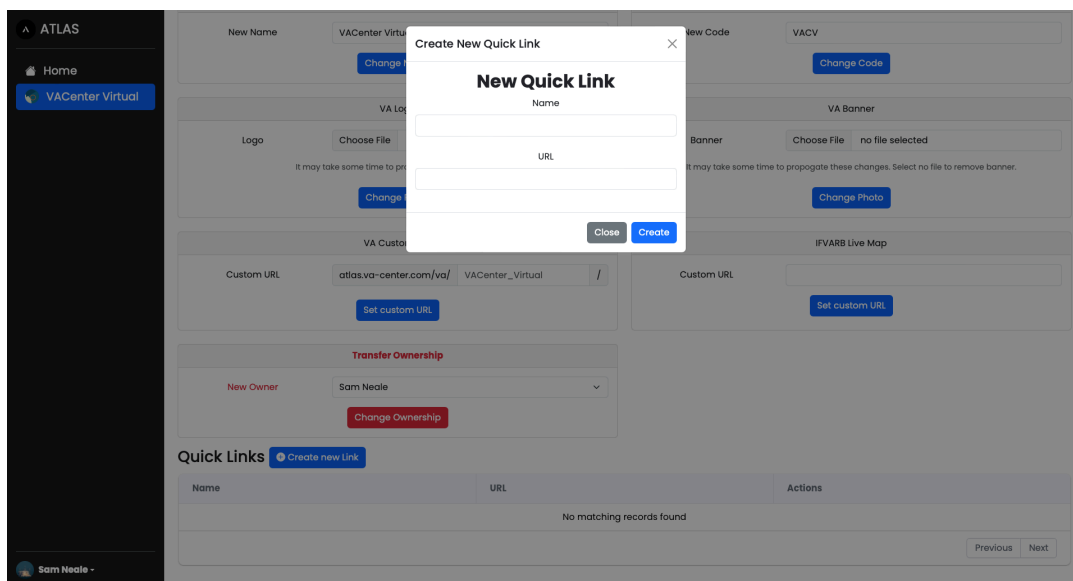 ATLAS
Home
VACenter Virtual
Sam Neale
New Name
VACenter Virtu
Change
New Code
VACV
Change Code
Create New Quick Link
New Quick Link
Name
URL
Close
Create
VA Log
Logo
Choose File
It may take some time to pr
Change
VA Banner
Banner
Choose File no file selected
It may take some time to propogate these changes. Select no file to remove banner.
Change Photo
VA Custo
Custom URL
atlas.va-center.com/va/ VACenter_Virtual /
Set custom URL
IFVARB Live Map
Custom URL
Set custom URL
Transfer Ownership
New Owner
Sam Neale
Change Ownership
Quick Links
Create new Link
Name URL Actions
No matching records found
Previous Next